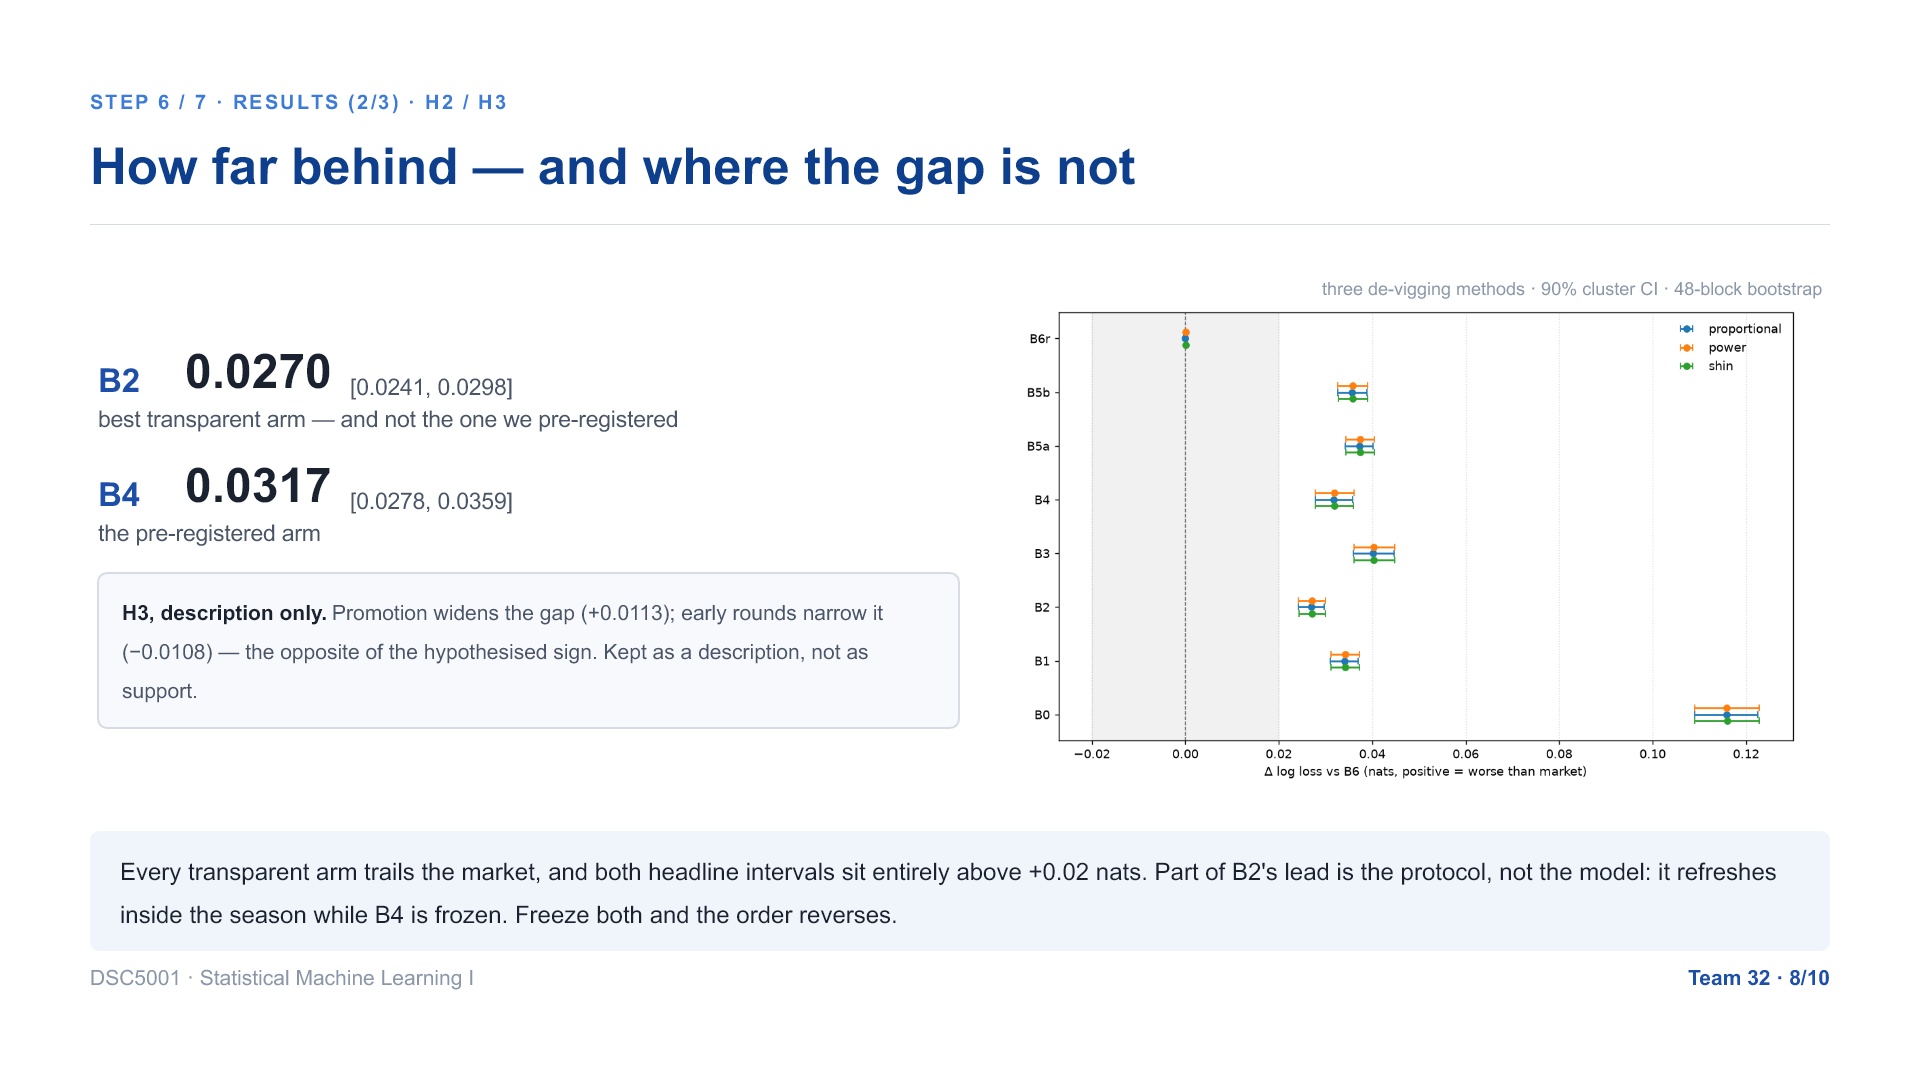 STEP 6 / 7 · RESULTS (2/3) · H2 / H3
How far behind — and where the gap is not
B2 0.0270 [0.0241, 0.0298]
best transparent arm — and not the one we pre-registered
B4 0.0317 [0.0278, 0.0359]
the pre-registered arm
H3, description only. Promotion widens the gap (+0.0113); early rounds narrow it
(−0.0108) — the opposite of the hypothesised sign. Kept as a description, not as
support.
three de-vigging methods · 90% cluster CI · 48-block bootstrap
proportional
power
shin
B6r
B5b
B5a
B4
B3
B2
B1
B0
−0.02 0.00 0.02 0.04 0.06 0.08 0.10 0.12
Δ log loss vs B6 (nats, positive = worse than market)
Every transparent arm trails the market, and both headline intervals sit entirely above +0.02 nats. Part of B2's lead is the protocol, not the model: it refreshes
inside the season while B4 is frozen. Freeze both and the order reverses.
DSC5001 · Statistical Machine Learning I
Team 32 · 8/10